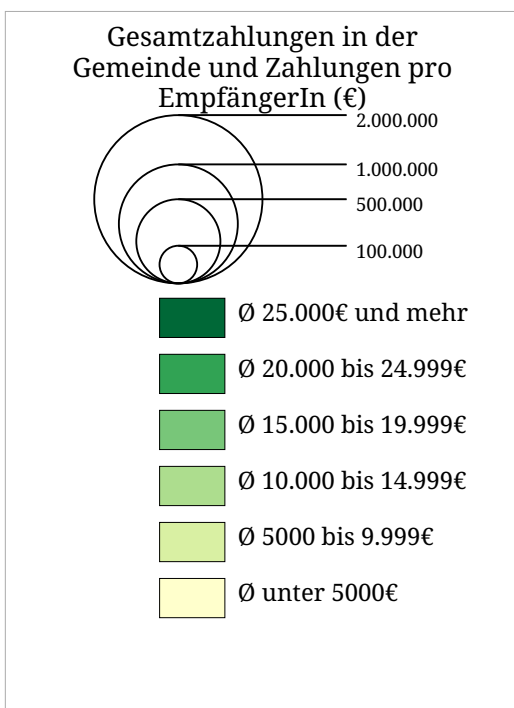 Gesamtzahlungen in der
Gemeinde und Zahlungen pro
EmpfängerIn (€)
2.000.000
1.000.000
500.000
100.000
Ø 25.000€ und mehr
Ø 20.000 bis 24.999€
Ø 15.000 bis 19.999€
Ø 10.000 bis 14.999€
Ø 5000 bis 9.999€
Ø unter 5000€